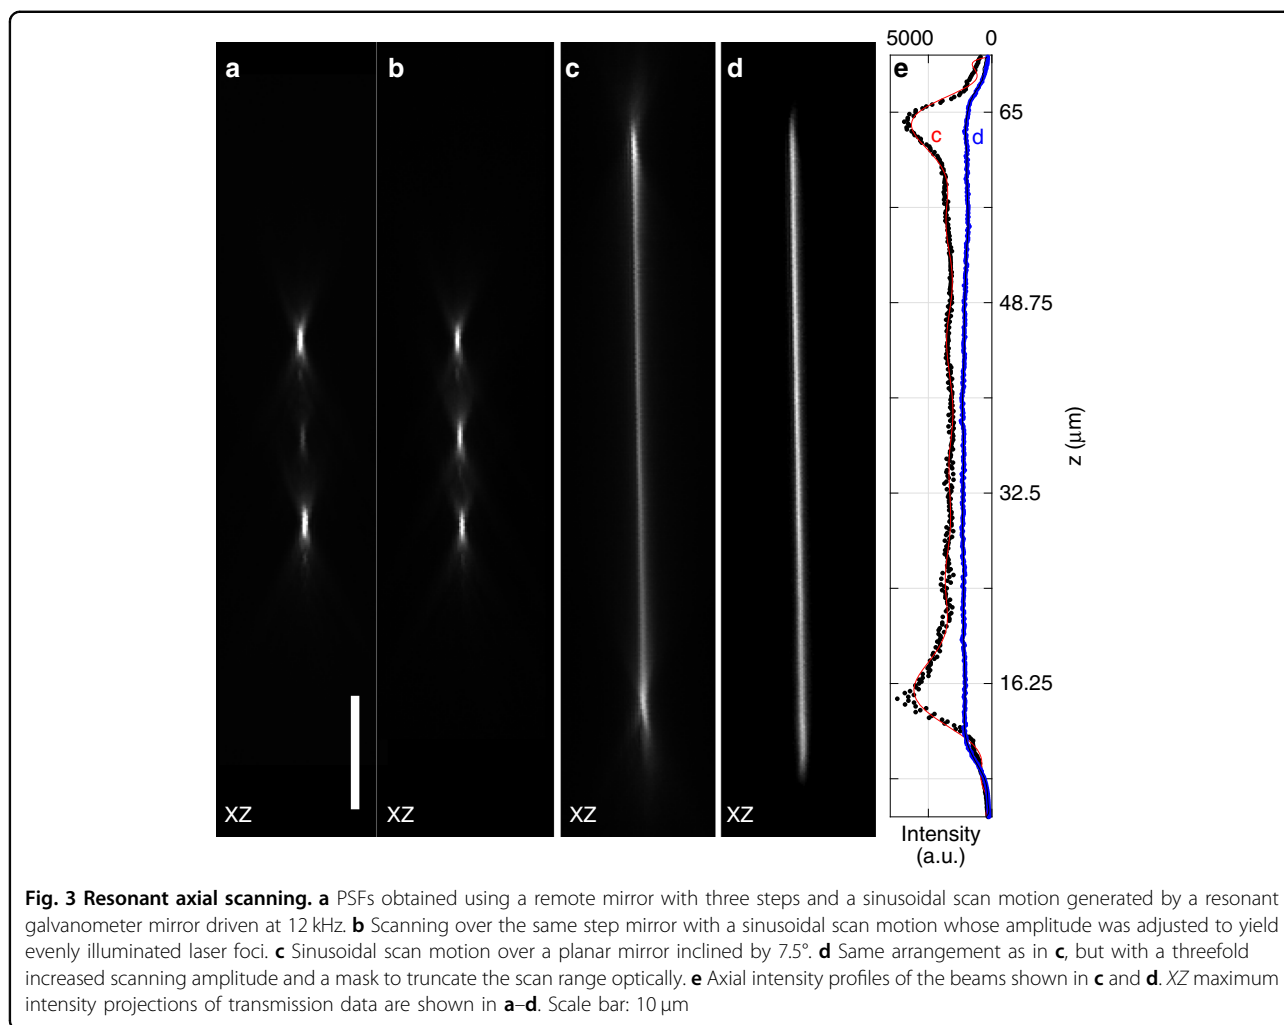 a
b
c
d
e
5000
0
65
c
d
48.75
32.5
16.25
z (μm)
XZ
XZ
XZ
XZ
Intensity
(a.u.)
Fig. 3 Resonant axial scanning. a PSFs obtained using a remote mirror with three steps and a sinusoidal scan motion generated by a resonant
galvanometer mirror driven at 12 kHz. b Scanning over the same step mirror with a sinusoidal scan motion whose amplitude was adjusted to yield
evenly illuminated laser foci. c Sinusoidal scan motion over a planar mirror inclined by 7.5°. d Same arrangement as in c, but with a threefold
increased scanning amplitude and a mask to truncate the scan range optically. e Axial intensity profiles of the beams shown in c and d. XZ maximum
intensity projections of transmission data are shown in a–d. Scale bar: 10 μm